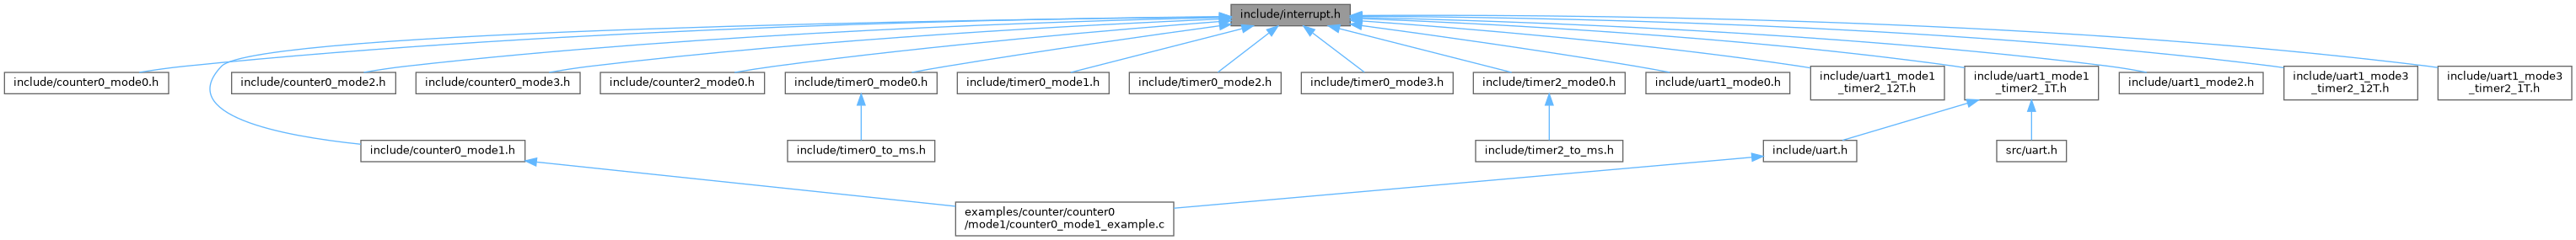 include/interrupt.h
include/counter0_mode0.h
include/counter0_mode2.h
include/counter0_mode3.h
include/counter2_mode0.h
include/timer0_mode0.h
include/timer0_mode1.h
include/timer0_mode2.h
include/timer0_mode3.h
include/timer2_mode0.h
include/uart1_mode0.h
include/uart1_mode1
_timer2_12T.h
include/uart1_mode1
_timer2_1T.h
include/uart1_mode2.h
include/uart1_mode3
_timer2_12T.h
include/uart1_mode3
_timer2_1T.h
include/counter0_mode1.h
include/timer0_to_ms.h
include/timer2_to_ms.h
include/uart.h
src/uart.h
examples/counter/counter0
/mode1/counter0_mode1_example.c